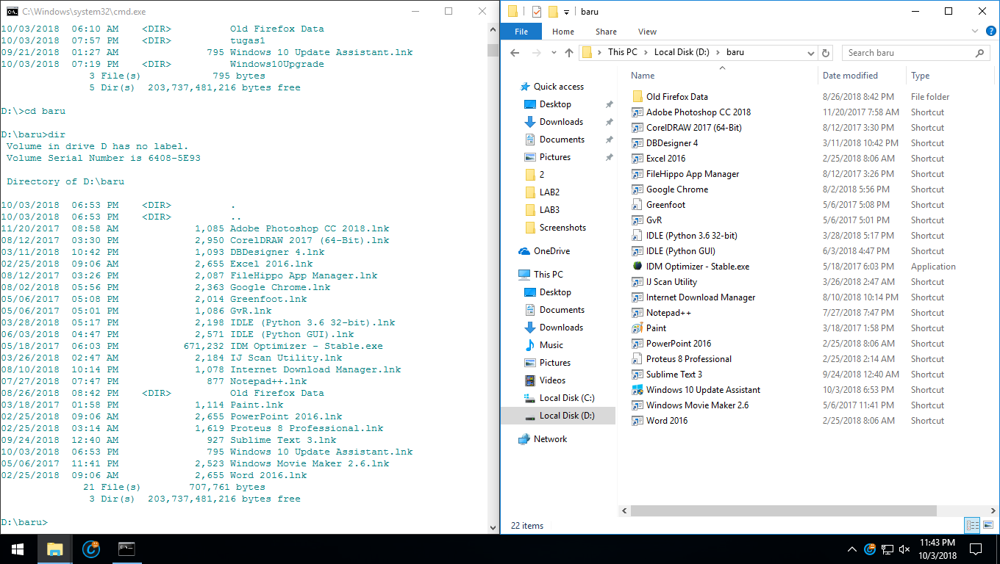 C:\Windows\system32\cmd.exe
10/03/2018  06:10 AM    <DIR>          Old Firefox Data
10/03/2018  07:57 PM    <DIR>          tugas1
09/21/2018  01:27 AM               795 Windows 10 Update Assistant.lnk
10/03/2018  07:19 PM    <DIR>          Windows10Upgrade
               3 File(s)            795 bytes
               5 Dir(s)  203,737,481,216 bytes free
D:\>cd baru
D:\baru>dir
 Volume in drive D has no label.
 Volume Serial Number is 6408-5E93
 Directory of D:\baru
10/03/2018  06:53 PM    <DIR>          .
10/03/2018  06:53 PM    <DIR>          ..
11/20/2017  08:58 AM             1,085 Adobe Photoshop CC 2018.lnk
08/12/2017  03:30 PM             2,950 CorelDRAW 2017 (64-Bit).lnk
03/11/2018  10:42 PM             1,093 DBDesigner 4.lnk
02/25/2018  09:06 AM             2,655 Excel 2016.lnk
08/12/2017  03:26 PM             2,087 FileHippo App Manager.lnk
08/02/2018  05:56 PM             2,363 Google Chrome.lnk
05/06/2017  05:08 PM             2,014 Greenfoot.lnk
05/06/2017  05:01 PM             1,086 GvR.lnk
03/28/2018  05:17 PM             2,198 IDLE (Python 3.6 32-bit).lnk
06/03/2018  04:47 PM             2,571 IDLE (Python GUI).lnk
05/18/2017  06:03 PM           671,232 IDM Optimizer - Stable.exe
03/26/2018  02:47 AM             2,184 IJ Scan Utility.lnk
08/10/2018  10:14 PM             1,078 Internet Download Manager.lnk
07/27/2018  07:47 PM               877 Notepad++.lnk
08/26/2018  08:42 PM    <DIR>          Old Firefox Data
03/18/2017  01:58 PM             1,114 Paint.lnk
02/25/2018  09:06 AM             2,655 PowerPoint 2016.lnk
02/25/2018  03:14 AM             1,619 Proteus 8 Professional.lnk
09/24/2018  12:40 AM               927 Sublime Text 3.lnk
10/03/2018  06:53 PM               795 Windows 10 Update Assistant.lnk
05/06/2017  11:41 PM             2,523 Windows Movie Maker 2.6.lnk
02/25/2018  09:06 AM             2,655 Word 2016.lnk
              21 File(s)        707,761 bytes
               3 Dir(s)  203,737,481,216 bytes free
D:\baru>
baru
File Home Share View
This PC > Local Disk (D:) > baru
Search baru
Quick access
Desktop
Downloads
Documents
Pictures
2
LAB2
LAB3
Screenshots
OneDrive
This PC
Desktop
Documents
Downloads
Music
Pictures
Videos
Local Disk (C:)
Local Disk (D:)
Network
Name Date modified Type
Old Firefox Data 8/26/2018 8:42 PM File folder
Adobe Photoshop CC 2018 11/20/2017 7:58 AM Shortcut
CorelDRAW 2017 (64-Bit) 8/12/2017 3:30 PM Shortcut
DBDesigner 4 3/11/2018 10:42 PM Shortcut
Excel 2016 2/25/2018 8:06 AM Shortcut
FileHippo App Manager 8/12/2017 3:26 PM Shortcut
Google Chrome 8/2/2018 5:56 PM Shortcut
Greenfoot 5/6/2017 5:08 PM Shortcut
GvR 5/6/2017 5:01 PM Shortcut
IDLE (Python 3.6 32-bit) 3/28/2018 5:17 PM Shortcut
IDLE (Python GUI) 6/3/2018 4:47 PM Shortcut
IDM Optimizer - Stable.exe 5/18/2017 6:03 PM Application
IJ Scan Utility 3/26/2018 2:47 AM Shortcut
Internet Download Manager 8/10/2018 10:14 PM Shortcut
Notepad++ 7/27/2018 7:47 PM Shortcut
Paint 3/18/2017 1:58 PM Shortcut
PowerPoint 2016 2/25/2018 8:06 AM Shortcut
Proteus 8 Professional 2/25/2018 2:14 AM Shortcut
Sublime Text 3 9/24/2018 12:40 AM Shortcut
Windows 10 Update Assistant 10/3/2018 6:53 PM Shortcut
Windows Movie Maker 2.6 5/6/2017 11:41 PM Shortcut
Word 2016 2/25/2018 8:06 AM Shortcut
22 items
11:43 PM
10/3/2018